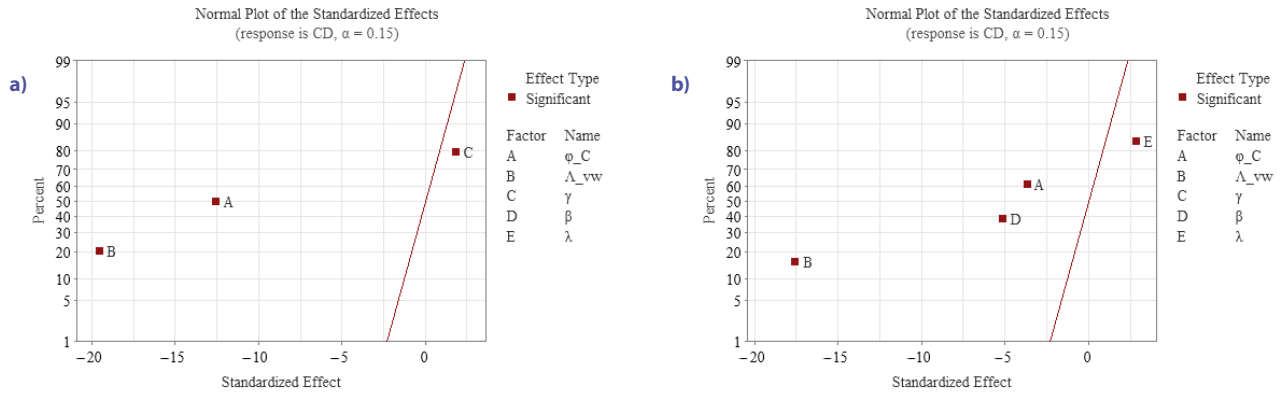 a)
Normal Plot of the Standardized Effects
(response is CD, α = 0.15)
Percent
99
95
90
80
70
60
50
40
30
20
10
5
1
B
A
C
−20
−15
−10
−5
0
Standardized Effect
Effect Type
Significant
Factor Name
A φ_C
B Λ_vw
C γ
D β
E λ
b)
Normal Plot of the Standardized Effects
(response is CD, α = 0.15)
Percent
99
95
90
80
70
60
50
40
30
20
10
5
1
E
A
D
B
−20
−15
−10
−5
0
Standardized Effect
Effect Type
Significant
Factor Name
A φ_C
B Λ_vw
C γ
D β
E λ